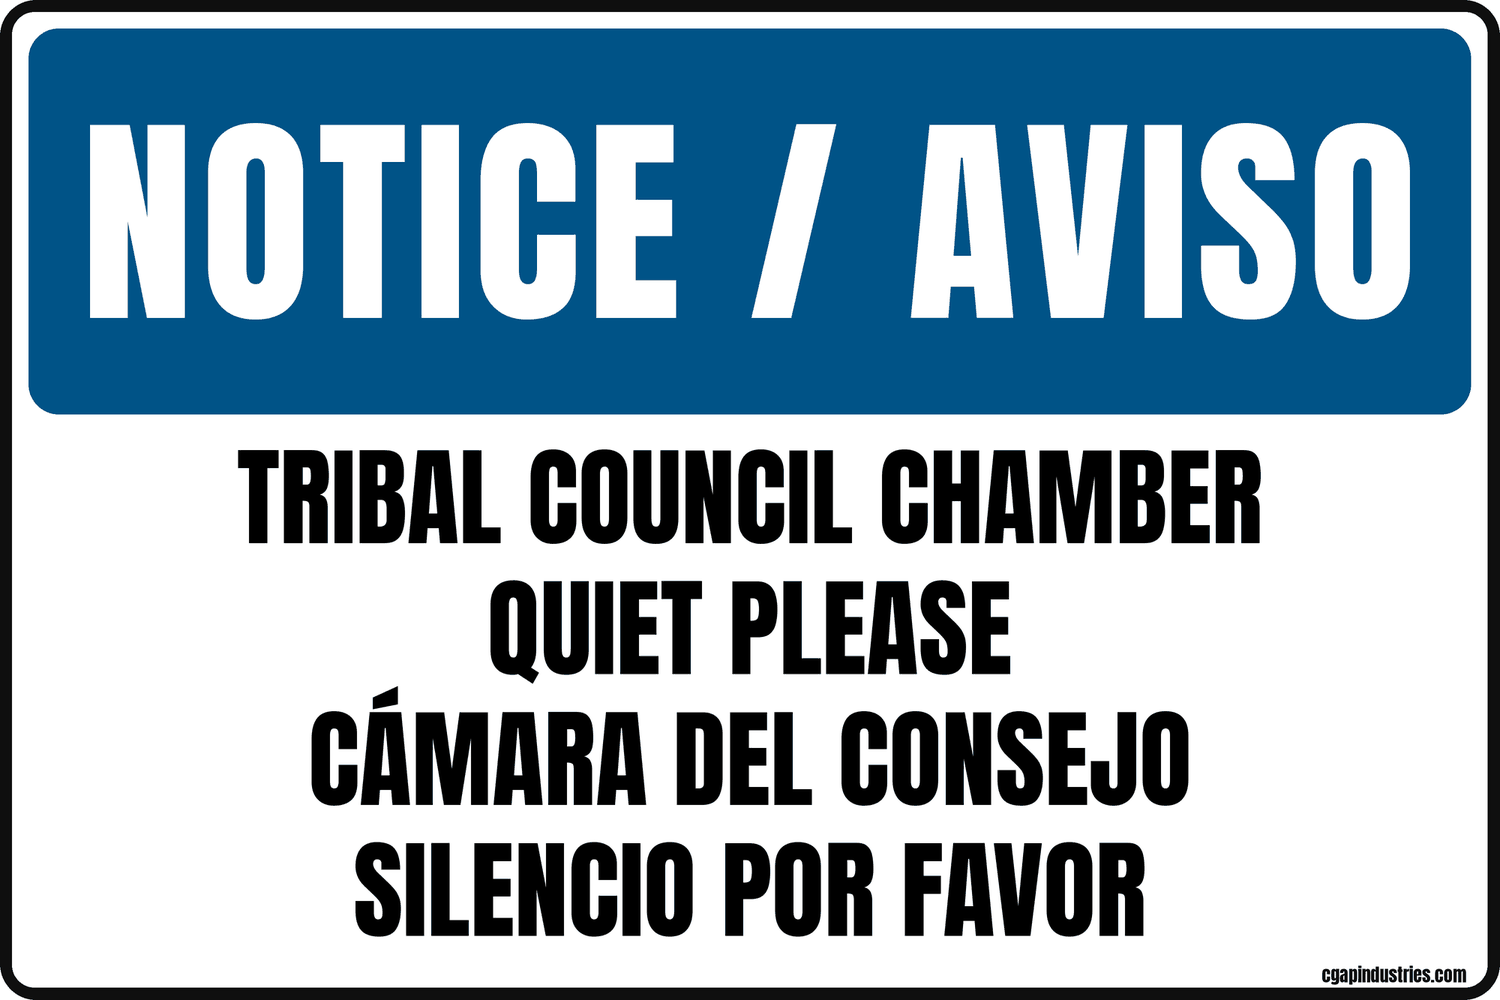 NOTICE / AVISO
TRIBAL COUNCIL CHAMBER
QUIET PLEASE
CÁMARA DEL CONSEJO
SILENCIO POR FAVOR
cgapindustries.com